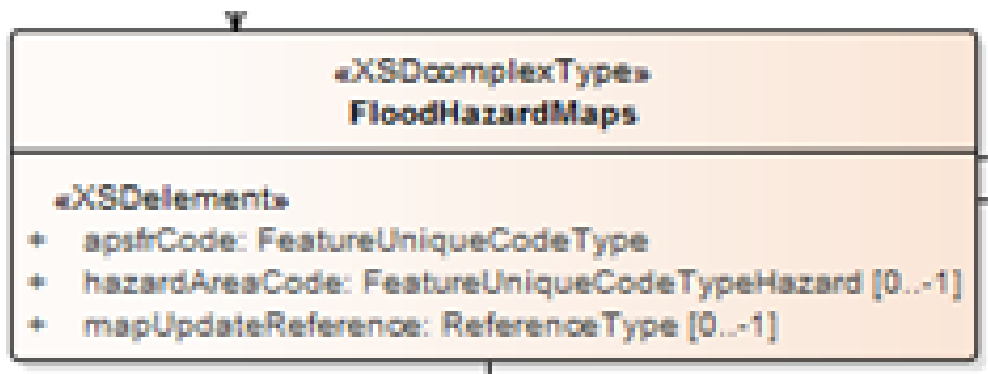 «XSDcomplexType»
FloodHazardMaps
«XSDelement»
+ apsfrCode: FeatureUniqueCodeType
+ hazardAreaCode: FeatureUniqueCodeTypeHazard [0..-1]
+ mapUpdateReference: ReferenceType [0..-1]